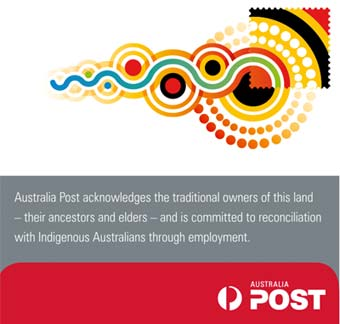 Australia Post acknowledges the traditional owners of this land
– their ancestors and elders – and is committed to reconciliation
with Indigenous Australians through employment.
AUSTRALIA
POST